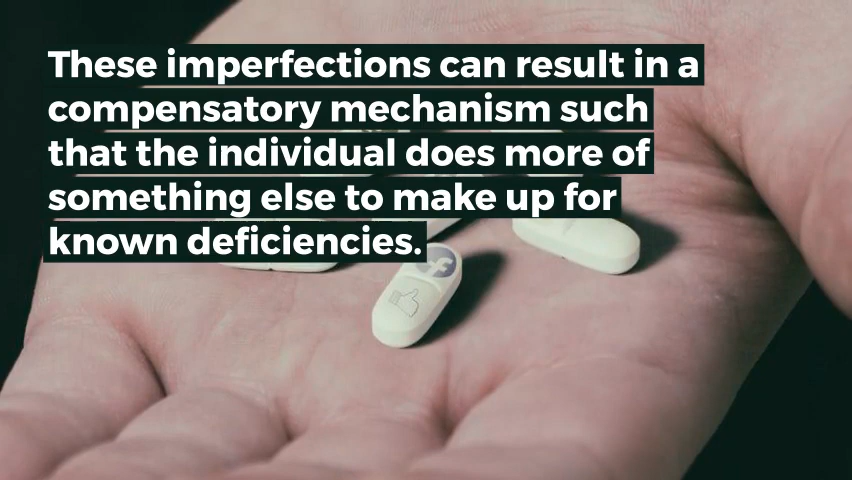 These imperfections can result in a
compensatory mechanism such
that the individual does more of
something else to make up for
known deficiencies.
f